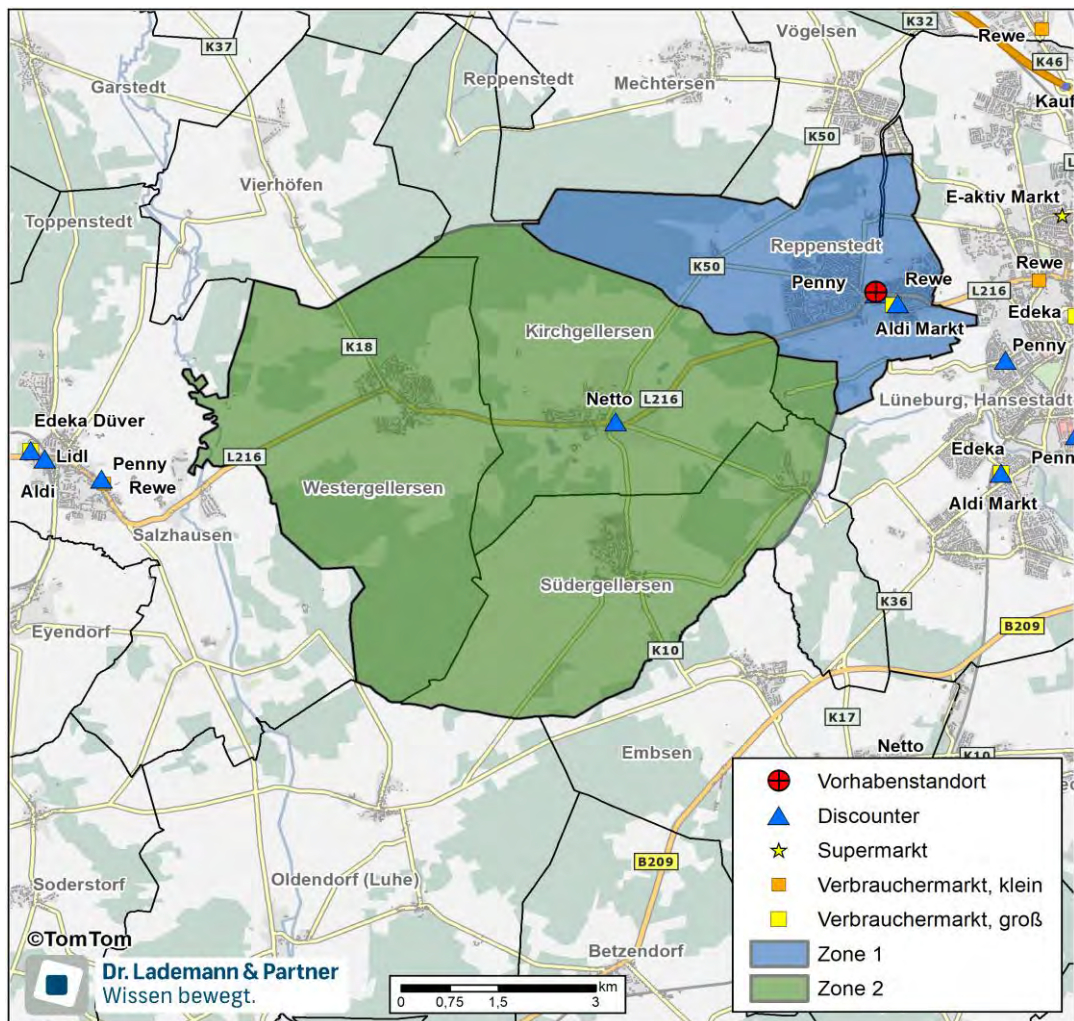 K37
Garstedt
Reppenstedt
Mechtersen
Vögelsen
K32
Rewe
K46
Kauf
K50
Vierhöfen
Toppenstedt
E-aktiv Markt
Reppenstedt
K50
Penny
Rewe
Rewe
L216
Aldi Markt
Edeka
Penny
Kirchgellersen
K18
L216
Netto
Lüneburg, Hansestadt
Edeka Düver
Lidl
Aldi
Penny
Rewe
L216
Salzhausen
Westergellersen
Edeka
Penn
Aldi Markt
Südergellersen
Eyendorf
K36
B209
K10
K17
Embsen
Netto
K10
B209
Soderstorf
Oldendorf (Luhe)
Betzendorf
Vorhabenstandort
Discounter
Supermarkt
Verbrauchermarkt, klein
Verbrauchermarkt, groß
Zone 1
Zone 2
©TomTom
Dr. Lademann & Partner
Wissen bewegt.
km
0 0,75 1,5 3